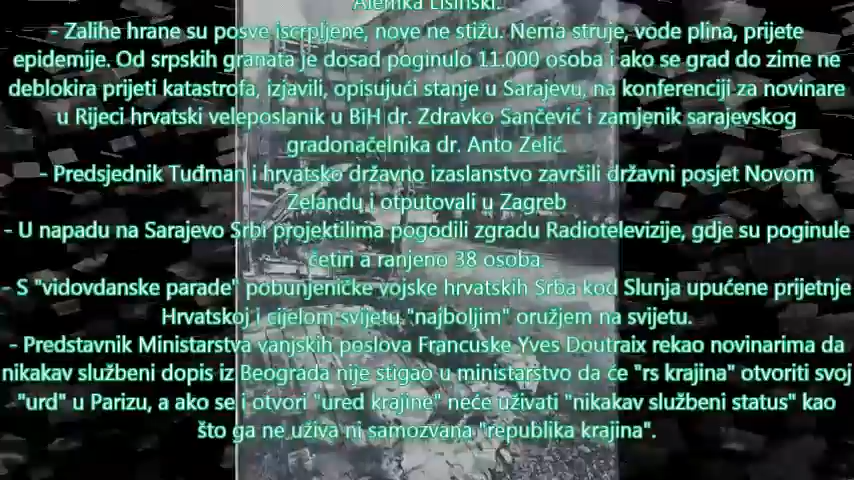 Alemka Lisinski.
- Zalihe hrane su posve iscrpljene, nove ne stižu. Nema struje, vode plina, prijete
epidemije. Od srpskih granata je dosad poginulo 11.000 osoba i ako se grad do zime ne
deblokira prijeti katastrofa, izjavili, opisujući stanje u Sarajevu, na konferenciji za novinare
u Rijeci hrvatski veleposlanik u BiH dr. Zdravko Sančević i zamjenik sarajevskog
gradonačelnika dr. Anto Zelić.
- Predsjednik Tuđman i hrvatsko državno izaslanstvo završili državni posjet Novom
Zelandu i otputovali u Zagreb
- U napadu na Sarajevo Srbi projektilima pogodili zgradu Radiotelevizije, gdje su poginule
četiri a ranjeno 38 osoba.
- S "vidovdanske parade" pobunjeničke vojske hrvatskih Srba kod Slunja upućene prijetnje
Hrvatskoj i cijelom svijetu "najboljim" oružjem na svijetu.
- Predstavnik Ministarstva vanjskih poslova Francuske Yves Doutraix rekao novinarima da
nikakav službeni dopis iz Beograda nije stigao u ministarstvo da će "rs krajina" otvoriti svoj
"urd" u Parizu, a ako se i otvori "ured krajine" neće uživati "nikakav službeni status" kao
što ga ne uživa ni samozvana "republika krajina".